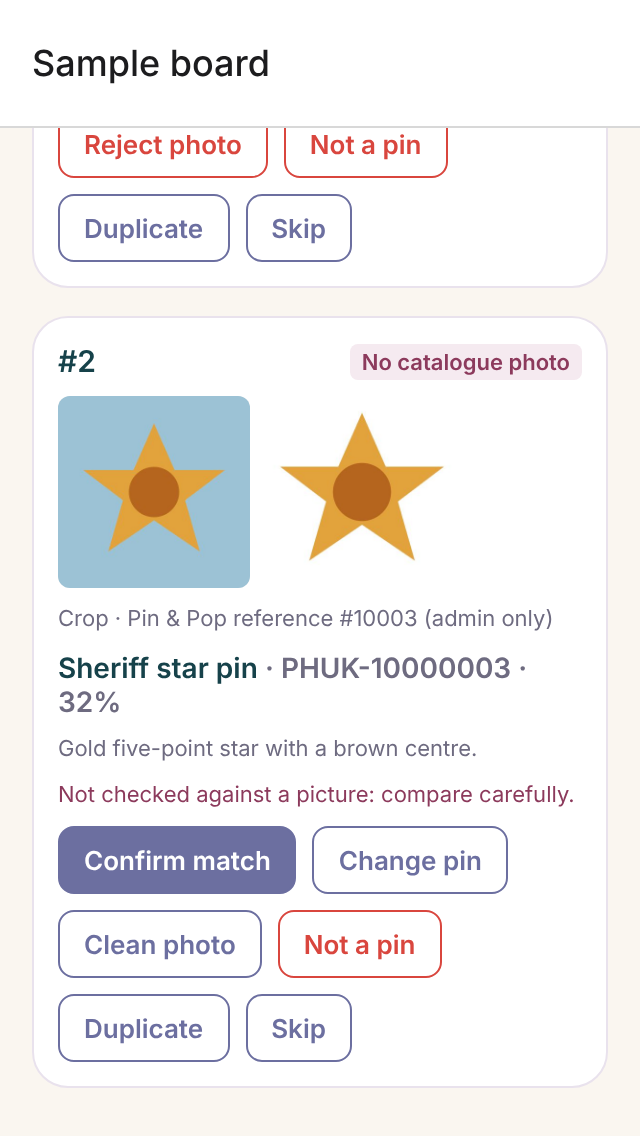 Sample board
Reject photo
Not a pin
Duplicate
Skip
#2
No catalogue photo
Crop · Pin & Pop reference #10003 (admin only)
Sheriff star pin · PHUK-10000003 ·
32%
Gold five-point star with a brown centre.
Not checked against a picture: compare carefully.
Confirm match
Change pin
Clean photo
Not a pin
Duplicate
Skip